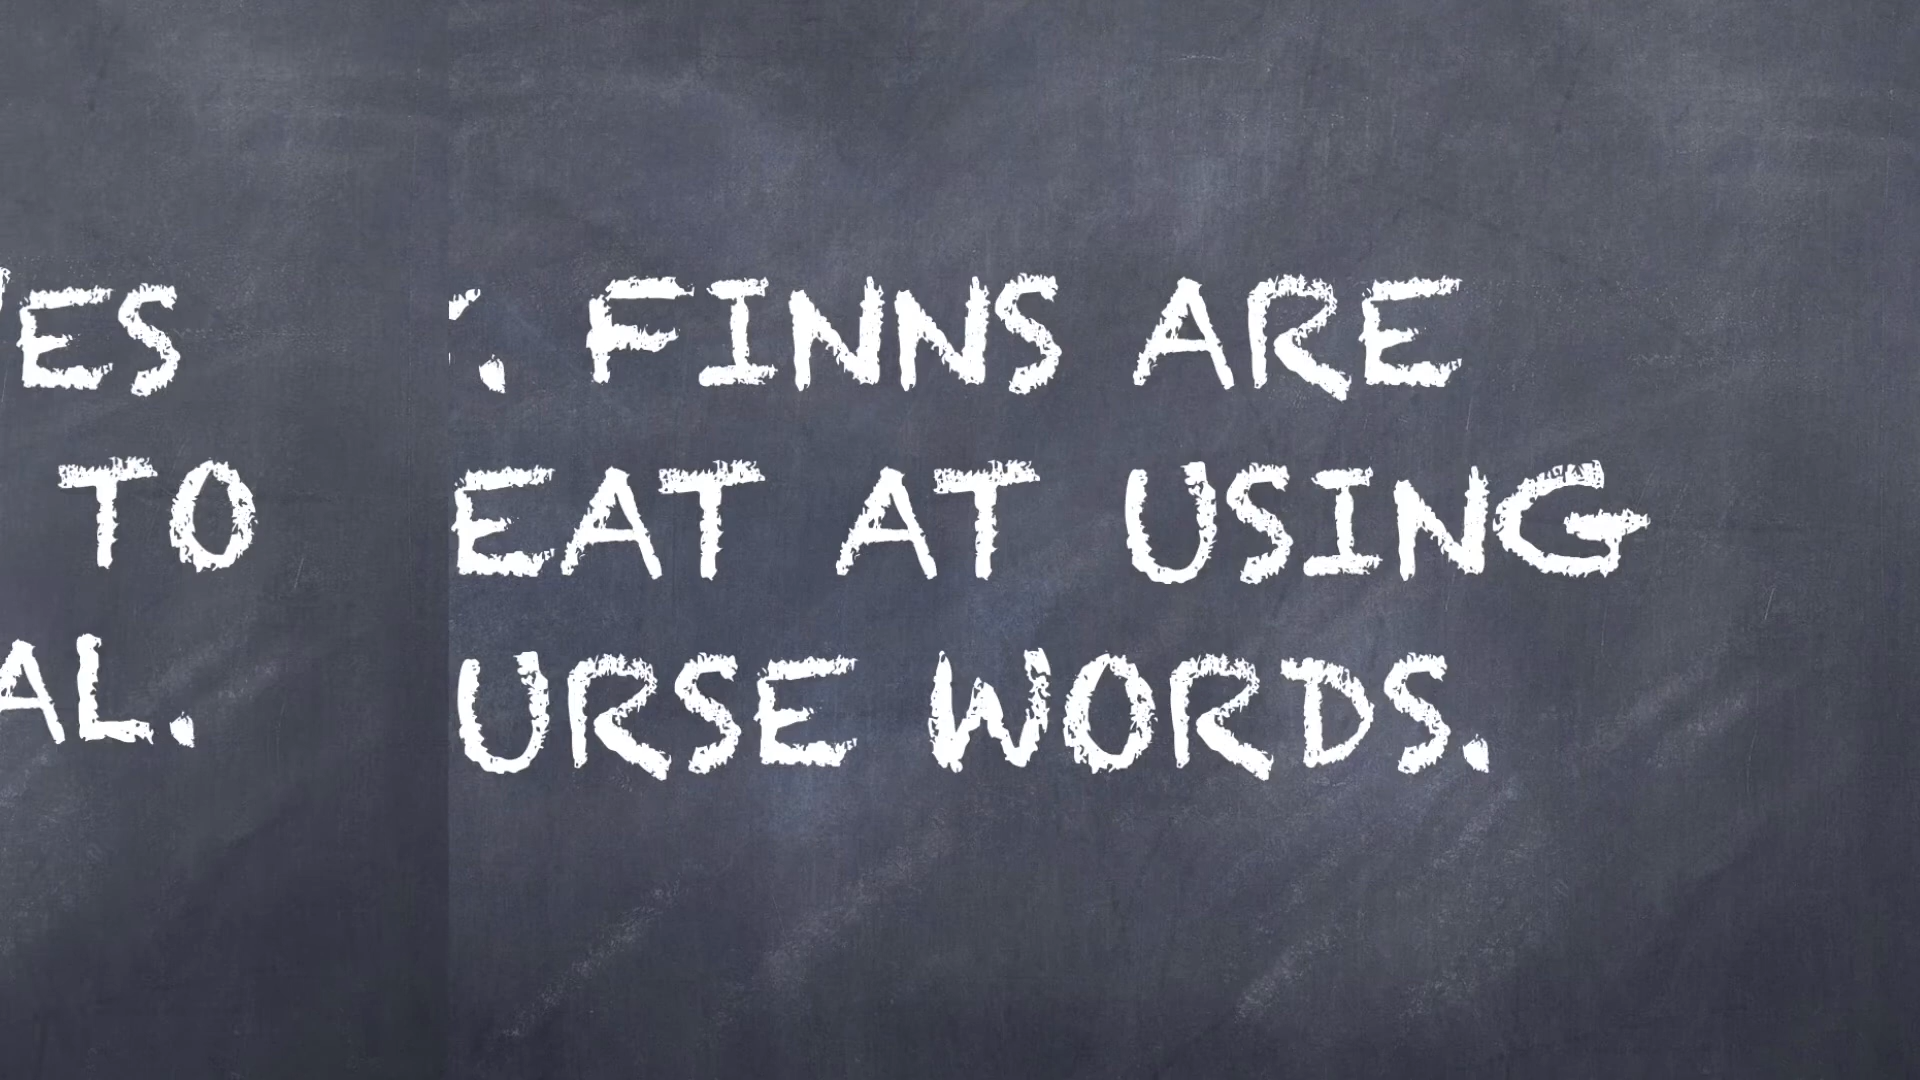 ES
TO
AL.
. FINNS ARE
EAT AT USING
URSE WORDS.